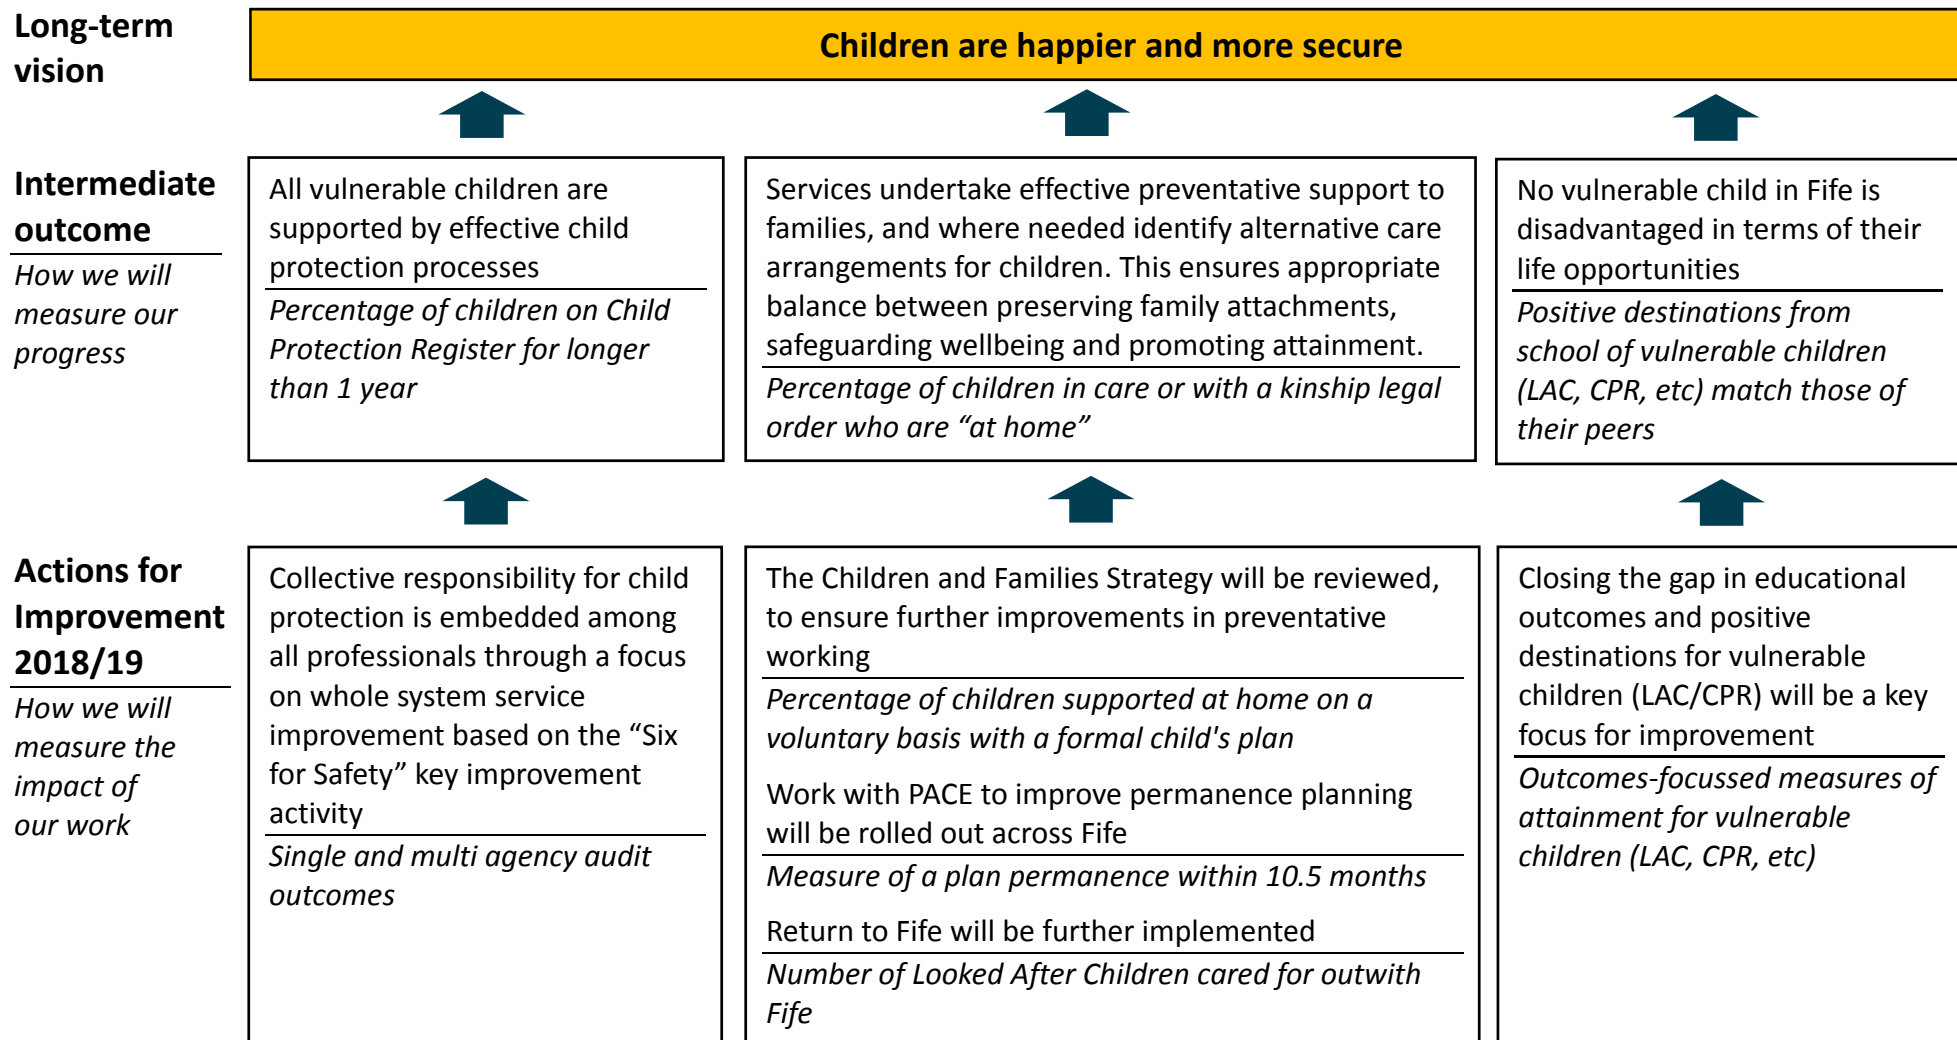 Long-term
vision
Children are happier and more secure
Intermediate
outcome
How we will
measure our
progress
All vulnerable children are
supported by effective child
protection processes
Percentage of children on Child
Protection Register for longer
than 1 year
Services undertake effective preventative support to
families, and where needed identify alternative care
arrangements for children. This ensures appropriate
balance between preserving family attachments,
safeguarding wellbeing and promoting attainment.
Percentage of children in care or with a kinship legal
order who are “at home”
No vulnerable child in Fife is
disadvantaged in terms of their
life opportunities
Positive destinations from
school of vulnerable children
(LAC, CPR, etc) match those of
their peers
Actions for
Improvement
2018/19
How we will
measure the
impact of
our work
Collective responsibility for child
protection is embedded among
all professionals through a focus
on whole system service
improvement based on the “Six
for Safety” key improvement
activity
Single and multi agency audit
outcomes
The Children and Families Strategy will be reviewed,
to ensure further improvements in preventative
working
Percentage of children supported at home on a
voluntary basis with a formal child's plan
Work with PACE to improve permanence planning
will be rolled out across Fife
Measure of a plan permanence within 10.5 months
Return to Fife will be further implemented
Number of Looked After Children cared for outwith
Fife
Closing the gap in educational
outcomes and positive
destinations for vulnerable
children (LAC/CPR) will be a key
focus for improvement
Outcomes-focussed measures of
attainment for vulnerable
children (LAC, CPR, etc)